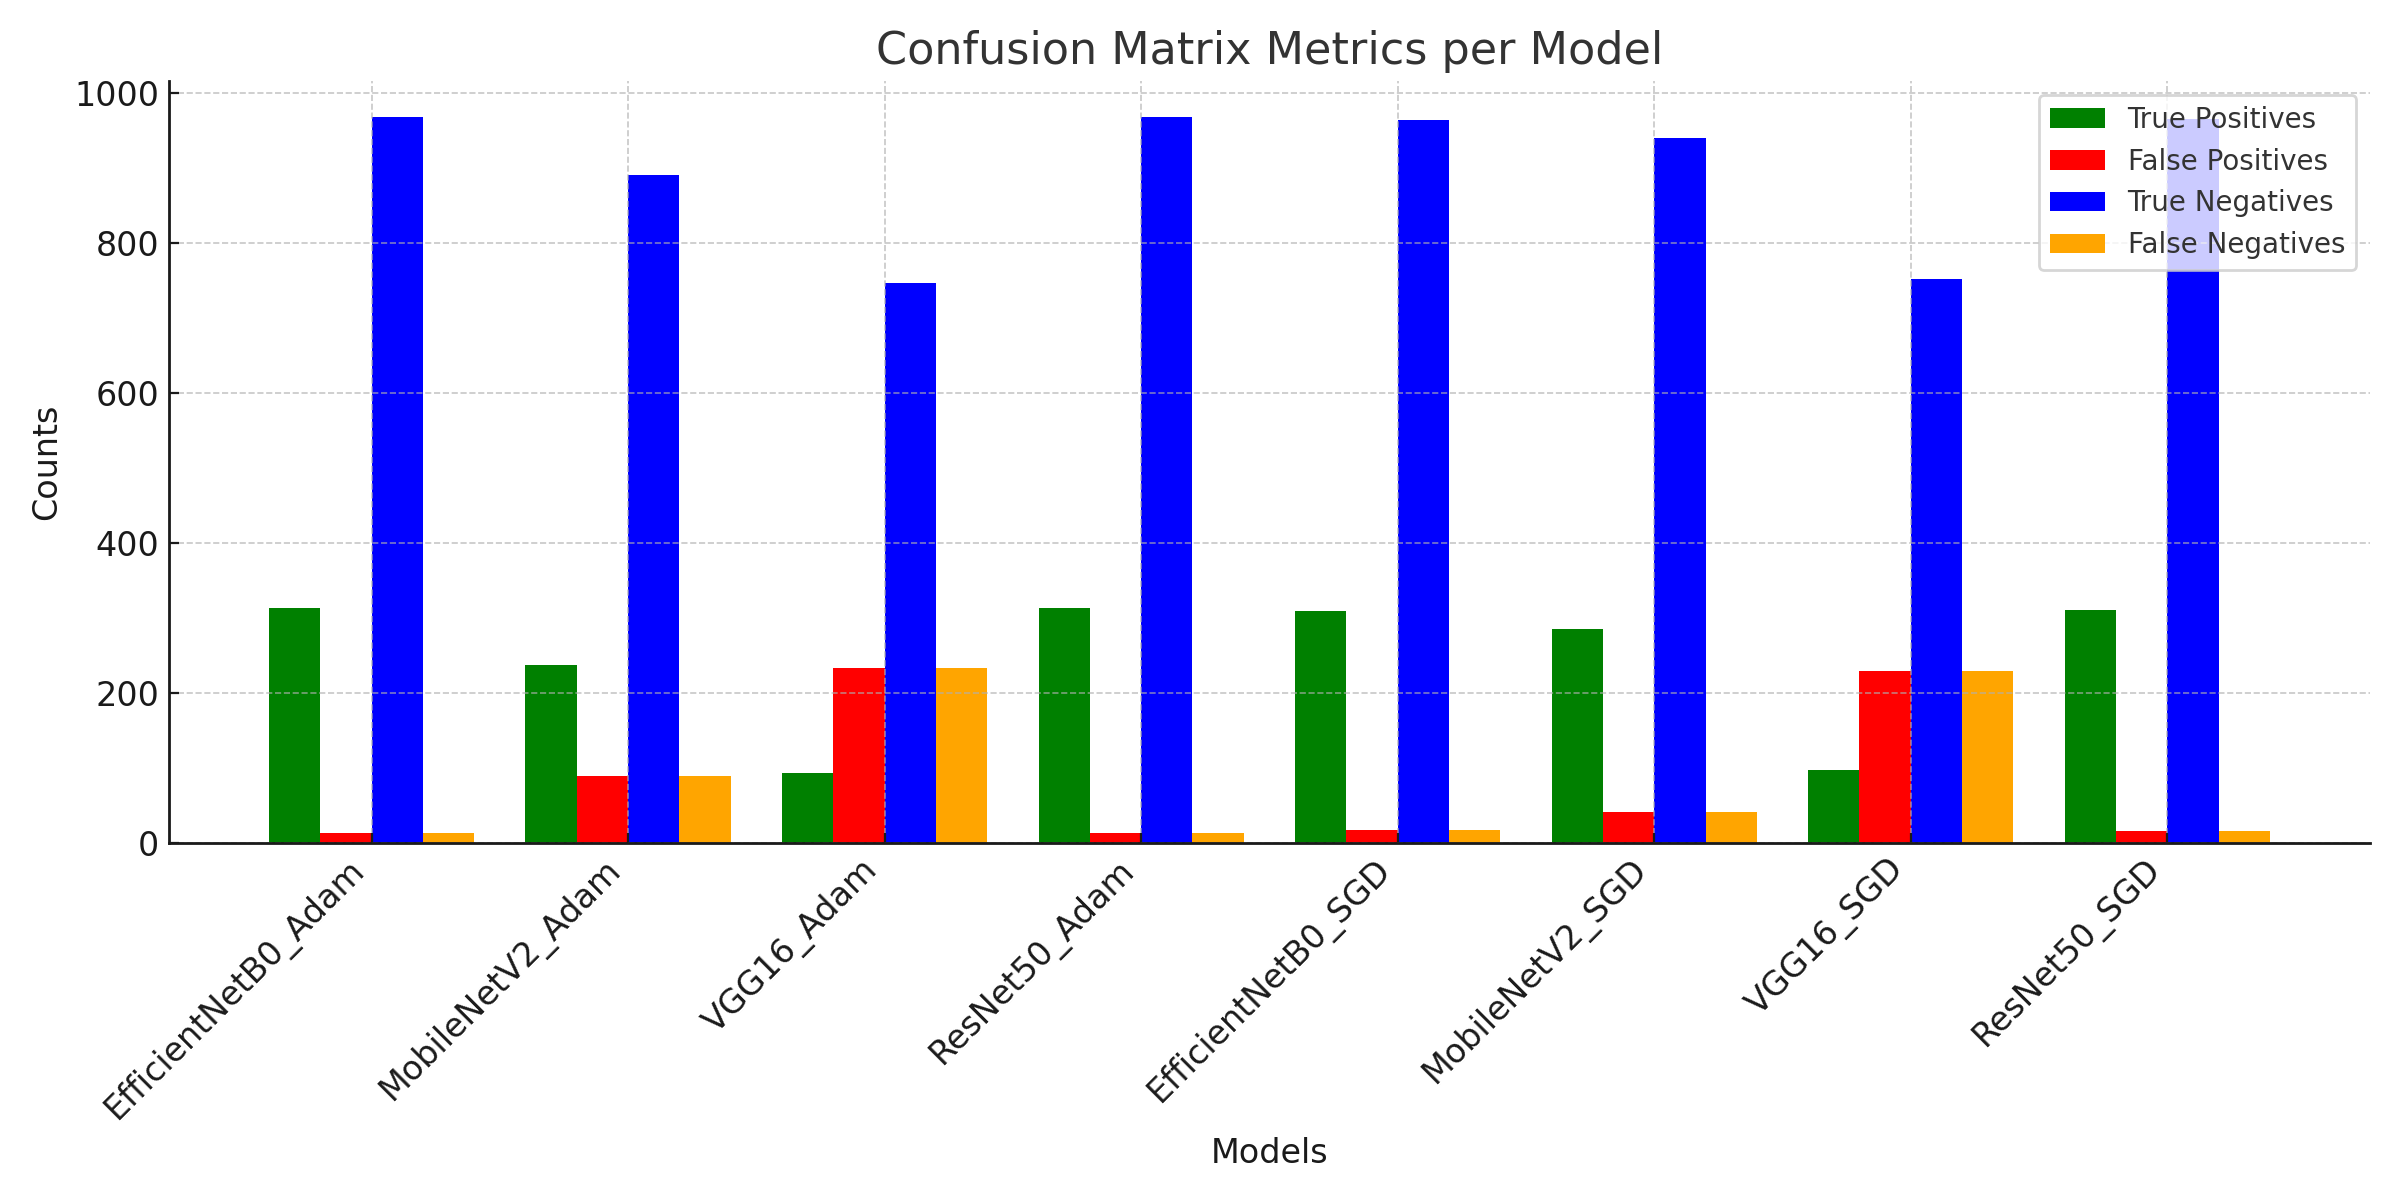 Confusion Matrix Metrics per Model
1000
800
600
400
200
0
Counts
True Positives
False Positives
True Negatives
False Negatives
EfficientNetB0_Adam
MobileNetV2_Adam
VGG16_Adam
ResNet50_Adam
EfficientNetB0_SGD
MobileNetV2_SGD
VGG16_SGD
ResNet50_SGD
Models